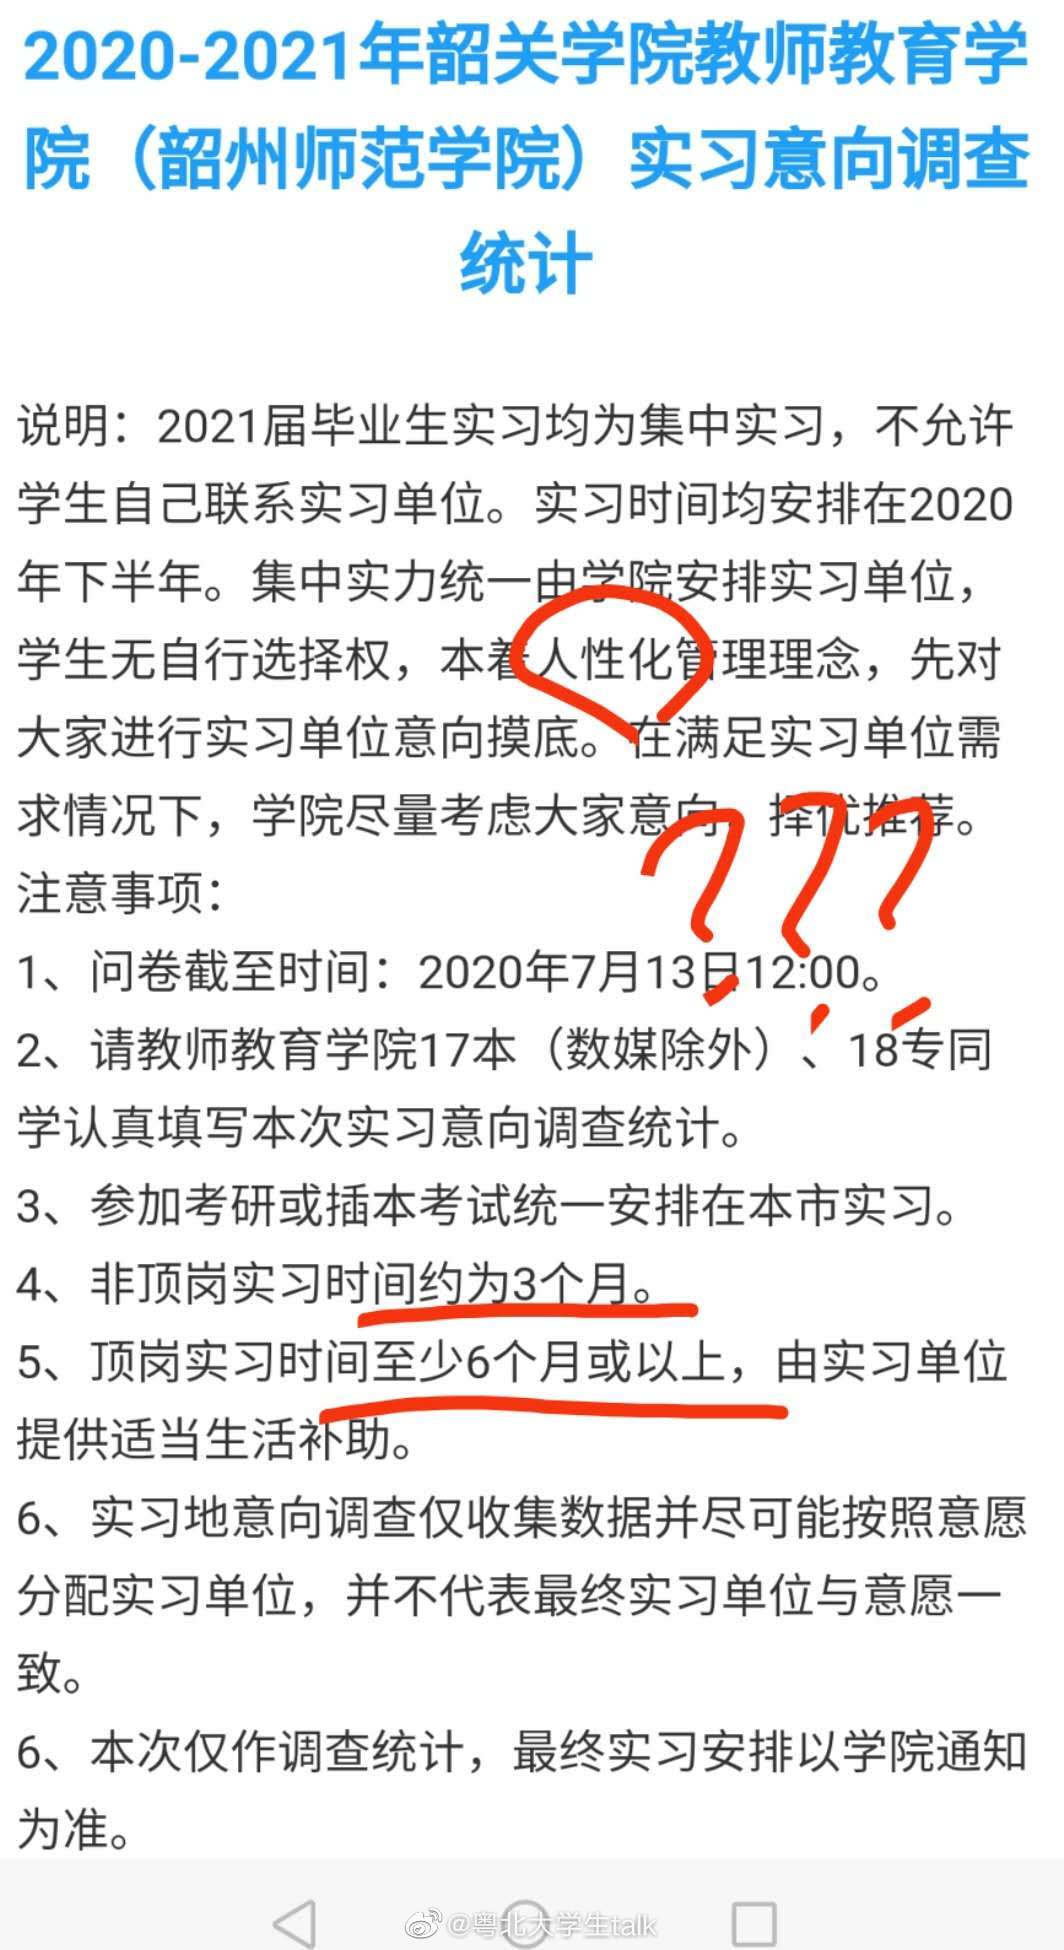 2020-2021年韶关学院教师教育学
院（韶州师范学院）实习意向调查
统计
说明：2021届毕业生实习均为集中实习，不允许
学生自己联系实习单位。实习时间均安排在2020
年下半年。集中实力统一由学院安排实习单位，
学生无自行选择权，本着人性化管理理念，先对
大家进行实习单位意向摸底。在满足实习单位需
求情况下，学院尽量考虑大家意向，择优推荐。
???
注意事项：
1、问卷截至时间：2020年7月13日12:00。
2、请教师教育学院17本（数媒除外）、18专同
学认真填写本次实习意向调查统计。
3、参加考研或插本考试统一安排在本市实习。
4、非顶岗实习时间约为3个月。
5、顶岗实习时间至少6个月或以上，由实习单位
提供适当生活补助。
6、实习地意向调查仅收集数据并尽可能按照意愿
分配实习单位，并不代表最终实习单位与意愿一
致。
6、本次仅作调查统计，最终实习安排以学院通知
为准。
@粤北大学生talk